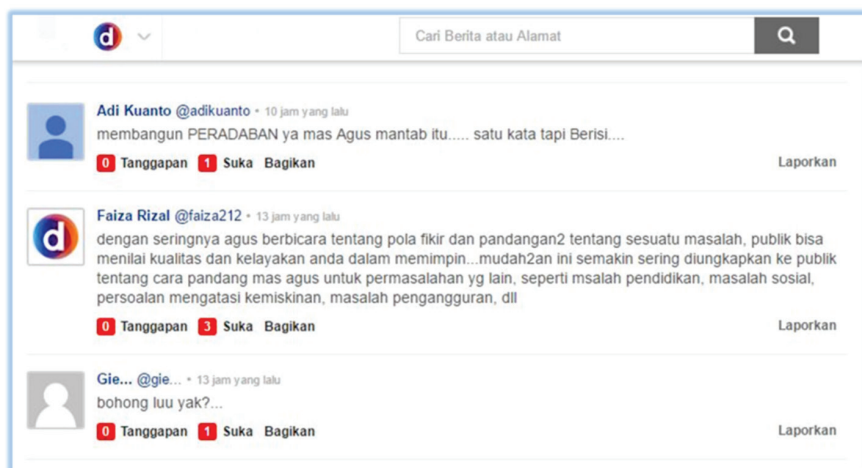 d
Cari Berita atau Alamat
Adi Kuanto @adikuanto • 10 jam yang lalu
membangun PERADABAN ya mas Agus mantab itu..... satu kata tapi Berisi....
0 Tanggapan 1 Suka Bagikan Laporkan
Faiza Rizal @faiza212 • 13 jam yang lalu
d
dengan seringnya agus berbicara tentang pola fikir dan pandangan2 tentang sesuatu masalah, publik bisa
menilai kualitas dan kelayakan anda dalam memimpin...mudah2an ini semakin sering diungkapkan ke publik
tentang cara pandang mas agus untuk permasalahan yg lain, seperti msalah pendidikan, masalah sosial,
persoalan mengatasi kemiskinan, masalah pengangguran, dll
0 Tanggapan 3 Suka Bagikan Laporkan
Gie... @gie... • 13 jam yang lalu
bohong luu yak?...
0 Tanggapan 1 Suka Bagikan Laporkan